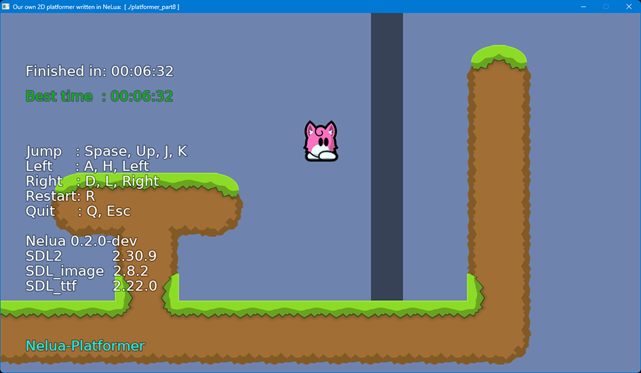 Our own 2D platformer written in NeLua: [ ./platformer_part8 ]
Finished in: 00:06:32
Best time : 00:06:32
Jump : Spase, Up, J, K
Left : A, H, Left
Right : D, L, Right
Restart: R
Quit : Q, Esc
Nelua 0.2.0-dev
SDL2 2.30.9
SDL_image 2.8.2
SDL_ttf 2.22.0
Nelua-Platformer